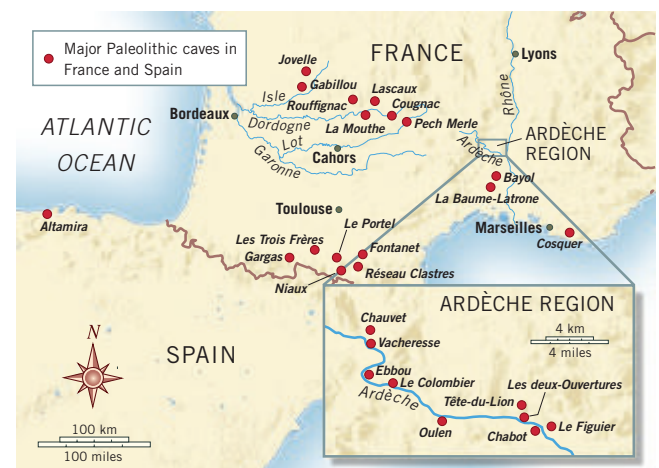 Major Paleolithic caves in
France and Spain
FRANCE
Lyons
Jovelle
Isle
Gabillou
Lascaux
Rouffignac
Cougnac
Rhône
Bordeaux
Dordogne
La Mouthe
Pech Merle
ATLANTIC
OCEAN
Lot
Garonne
Cahors
Ardèche
ARDÈCHE
REGION
Bayol
La Baume-Latrone
Altamira
Toulouse
Le Portel
Marseilles
Cosquer
Les Trois Frères
Fontanet
Gargas
Réseau Clastres
Niaux
ARDÈCHE REGION
Chauvet
4 km
4 miles
Vacheresse
N
SPAIN
Ebbou
Le Colombier
Les deux-Ouvertures
Ardèche
Tête-du-Lion
Le Figuier
Oulen
Chabot
100 km
100 miles